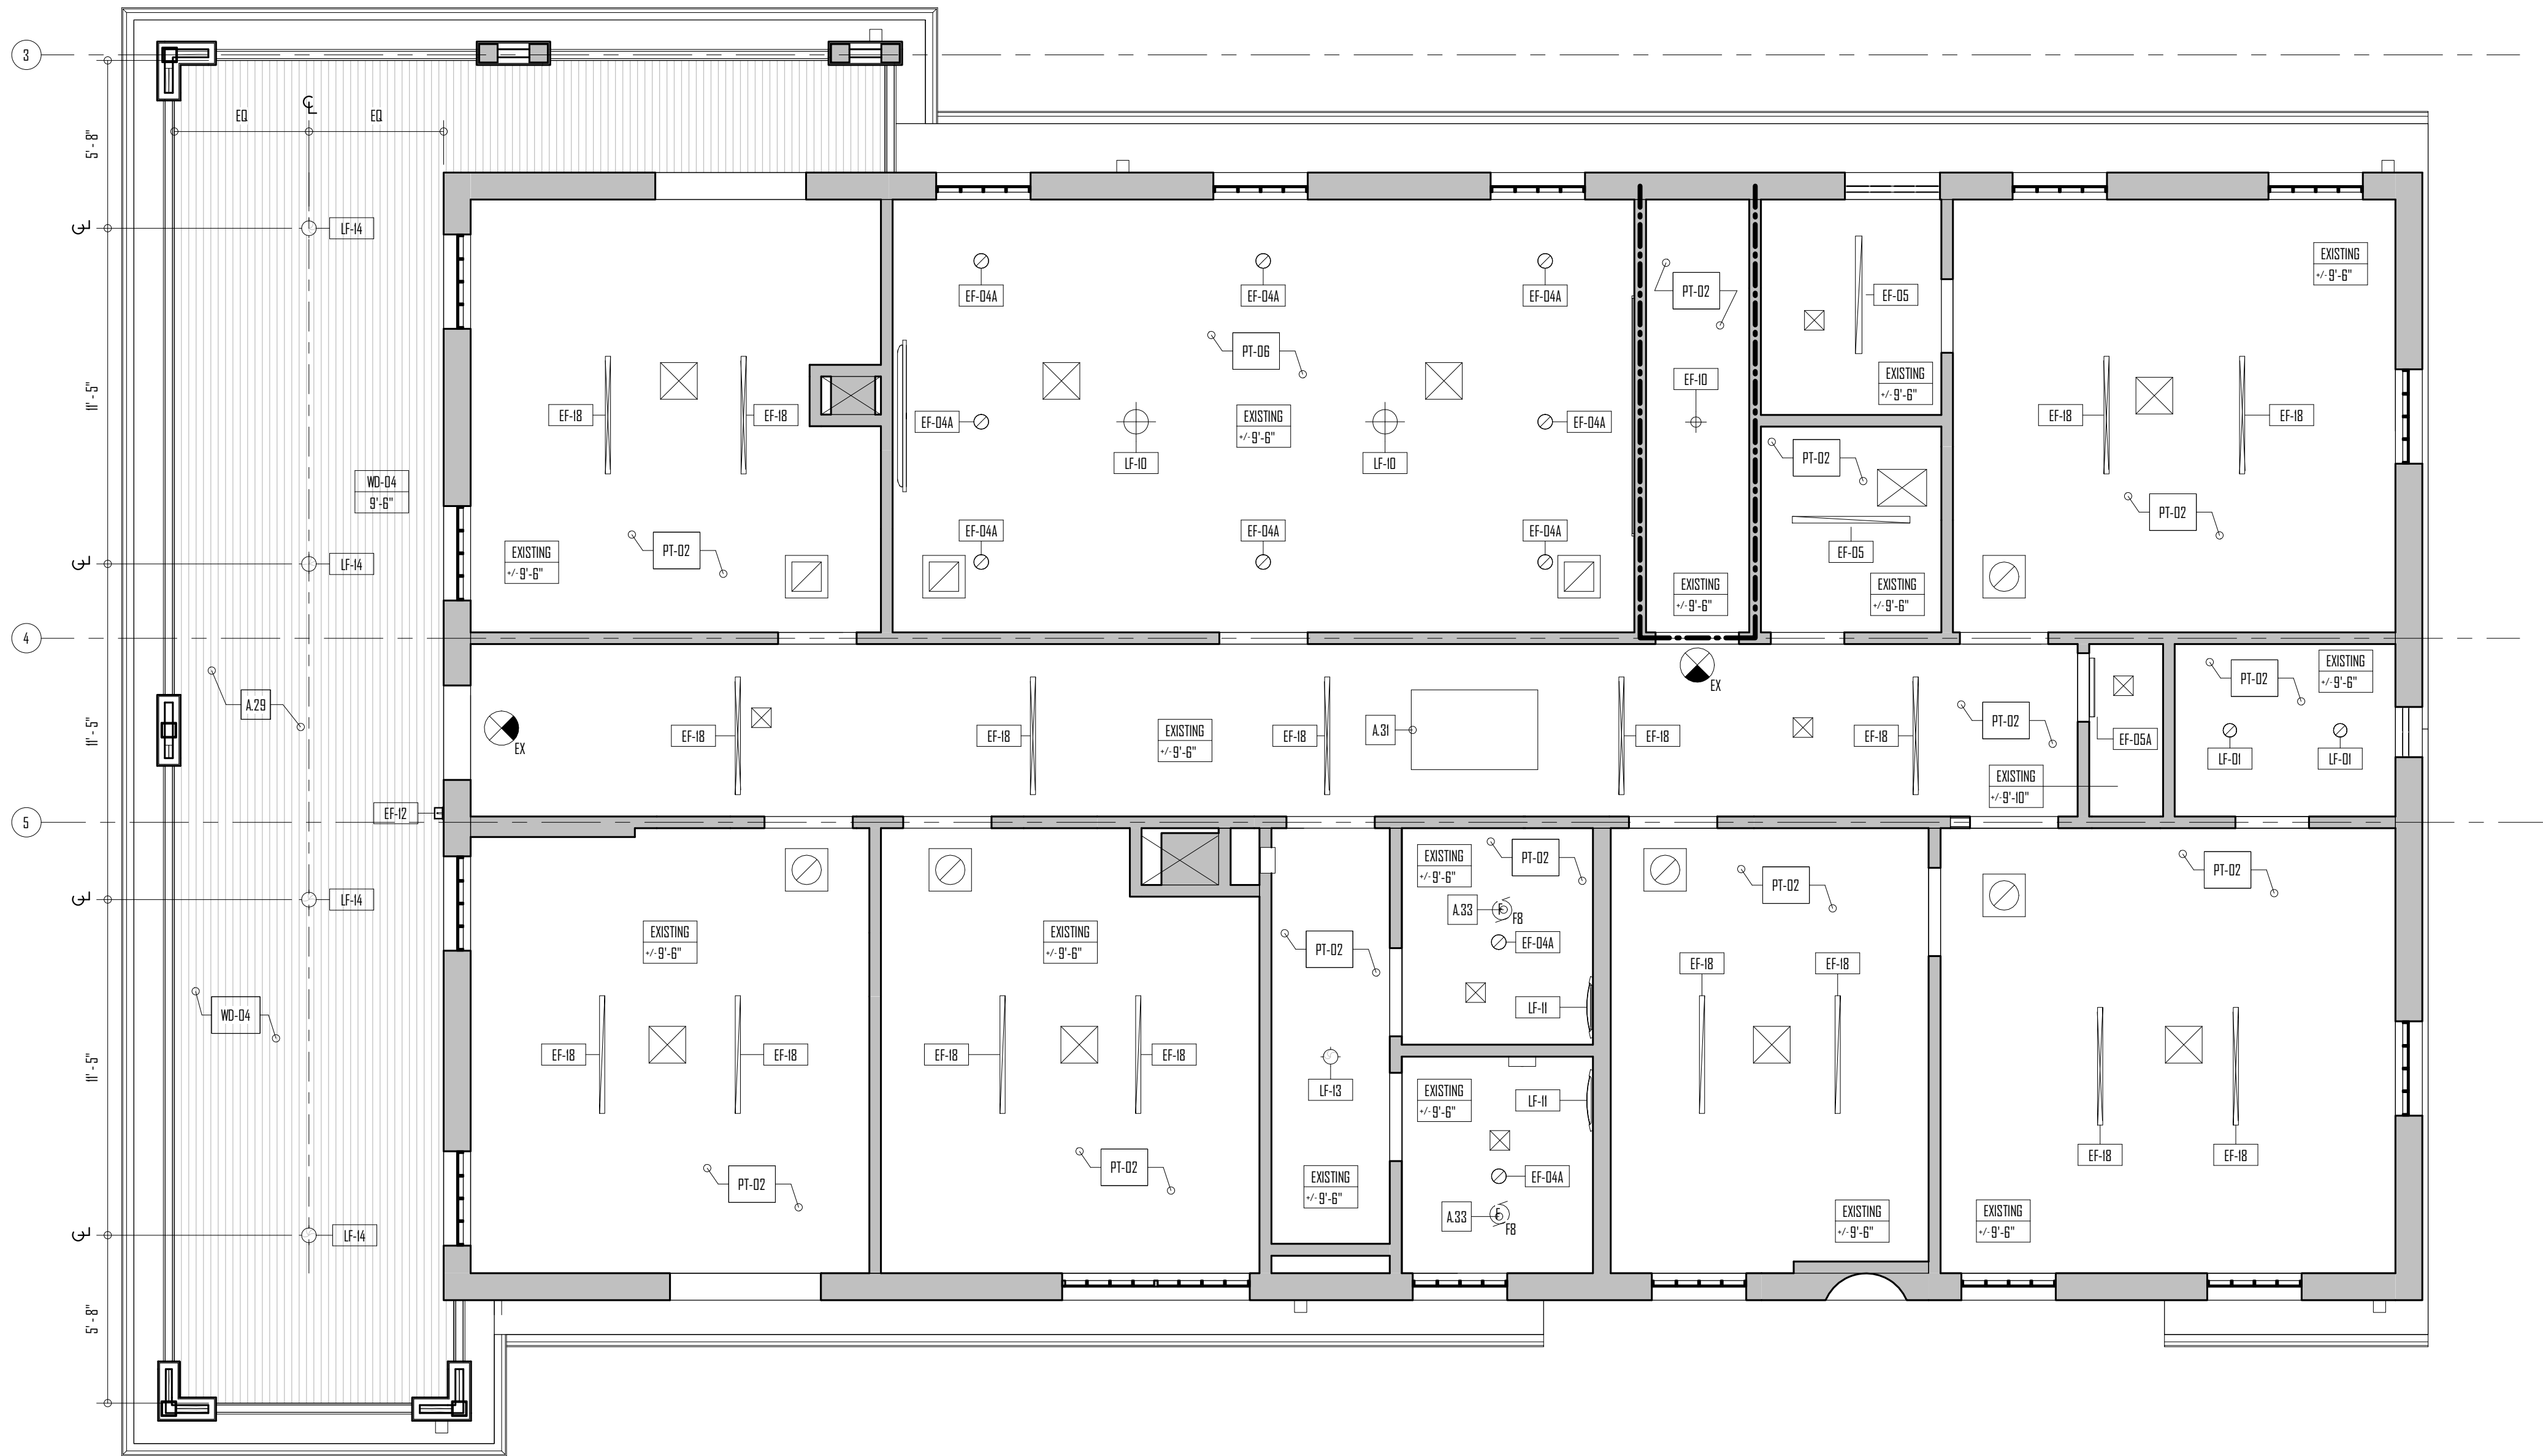 3
EQ
EQ
5' - 8"
LF-14
EF-04A
EF-04A
EF-04A
PT-02
EF-05
EXISTING
+/- 9'-6"
PT-06
EXISTING
+/- 9'-6"
EF-10
11' - 5"
EF-18
EF-18
EF-04A
EXISTING
+/- 9'-6"
EF-04A
EF-18
EF-18
LF-10
LF-10
PT-02
WD-04
9'-6"
PT-02
EXISTING
+/- 9'-6"
PT-02
EF-04A
EF-04A
EF-04A
EF-05
LF-14
EXISTING
+/- 9'-6"
EXISTING
+/- 9'-6"
4
EX
EXISTING
+/- 9'-6"
PT-02
A.29
11' - 5"
EX
EF-18
EF-18
EXISTING
+/- 9'-6"
EF-18
A.31
EF-18
EF-18
PT-02
EF-05A
LF-01
LF-01
EXISTING
+/- 9'-10"
EF-12
5
LF-14
EXISTING
+/- 9'-6"
PT-02
PT-02
PT-02
A.33
F
F8
EXISTING
+/- 9'-6"
EXISTING
+/- 9'-6"
PT-02
EF-04A
EF-18
EF-18
WD-04
LF-11
11' - 5"
EF-18
EF-18
EF-18
EF-18
LF-13
EXISTING
+/- 9'-6"
LF-11
EF-18
EF-18
PT-02
PT-02
EXISTING
+/- 9'-6"
EF-04A
A.33
F
F8
EXISTING
+/- 9'-6"
EXISTING
+/- 9'-6"
LF-14
5' - 8"